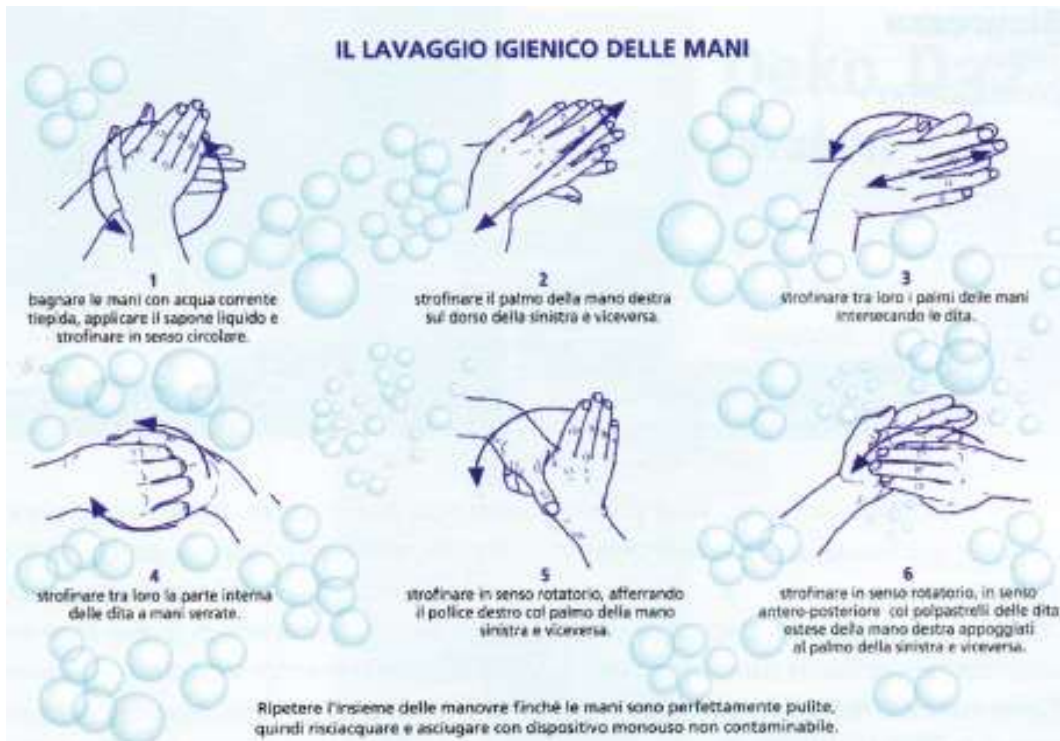 IL LAVAGGIO IGIENICO DELLE MANI
1
bagnare le mani con acqua corrente
tiepida, applicare il sapone liquido e
strofinare in senso circolare.
2
strofinare il palmo della mano destra
sul dorso della sinistra e viceversa.
3
strofinare tra loro i palmi delle mani
intersecando le dita.
4
strofinare tra loro la parte interna
delle dita a mani serrate.
5
strofinare in senso rotatorio, afferrando
il pollice destro col palmo della mano
sinistra e viceversa.
6
strofinare in senso rotatorio, in senso
antero-posteriore coi polpastrelli delle dita
estese della mano destra appoggiati
al palmo della sinistra e viceversa.
Ripetere l'insieme delle manovre finché le mani sono perfettamente pulite,
quindi risciacquare e asciugare con dispositivo monouso non contaminabile.